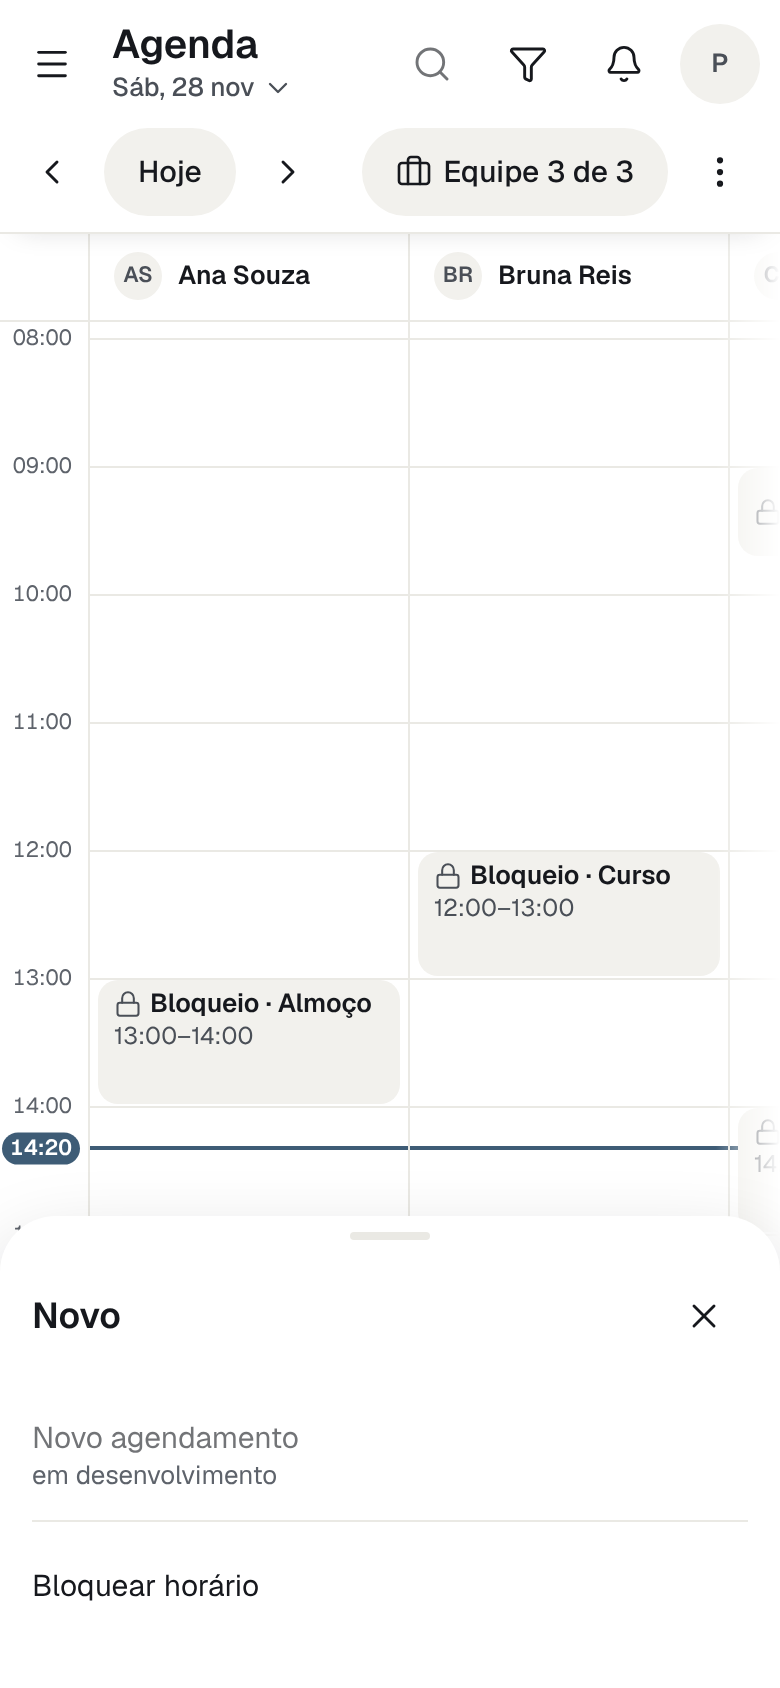 Agenda
Sáb, 28 nov
P
Hoje
Equipe 3 de 3
AS Ana Souza
BR Bruna Reis
08:00
09:00
10:00
11:00
12:00
Bloqueio · Curso
12:00–13:00
13:00
Bloqueio · Almoço
13:00–14:00
14:00
14:20
14
Novo
Novo agendamento
em desenvolvimento
Bloquear horário